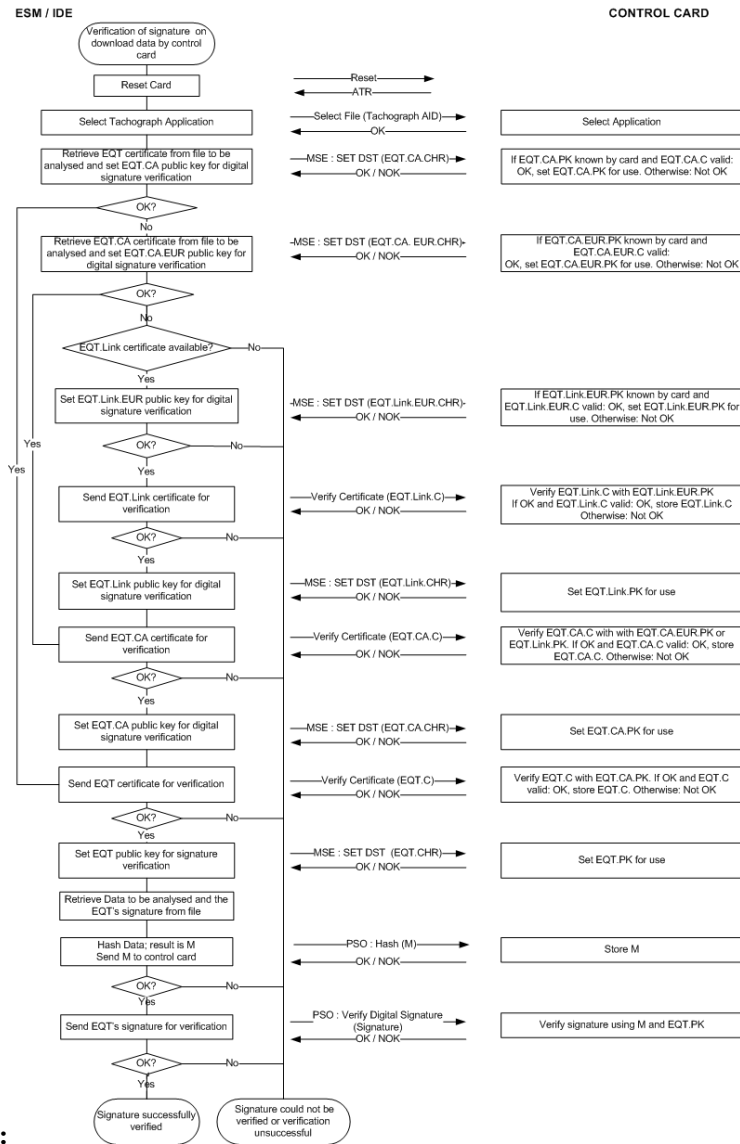 ESM / IDE
CONTROL CARD
Verification of signature on
download data by control
card
Reset Card
Reset
ATR
Select Tachograph Application
Select File (Tachograph AID)
OK
Select Application
Retrieve EQT certificate from file to be
analysed and set EQT.CA public key for digital
signature verification
MSE : SET DST (EQT.CA.CHR)
OK / NOK
If EQT.CA.PK known by card and EQT.CA.C valid:
OK, set EQT.CA.PK for use. Otherwise: Not OK
OK?
No
Retrieve EQT.CA certificate from file to be
analysed and set EQT.CA.EUR public key for
digital signature verification
MSE : SET DST (EQT.CA. EUR.CHR)
OK / NOK
If EQT.CA.EUR.PK known by card and
EQT.CA.EUR.C valid:
OK, set EQT.CA.EUR.PK for use. Otherwise: Not OK
OK?
No
EQT.Link certificate available?
No
Yes
Set EQT.Link.EUR public key for digital
signature verification
MSE : SET DST (EQT.Link.EUR.CHR)
OK / NOK
If EQT.Link.EUR.PK known by card and
EQT.Link.EUR.C valid: OK, set EQT.Link.EUR.PK for
use. Otherwise: Not OK
Yes
OK?
No
Yes
Yes
Send EQT.Link certificate for
verification
Verify Certificate (EQT.Link.C)
OK / NOK
Verify EQT.Link.C with EQT.Link.EUR.PK
If OK and EQT.Link.C valid: OK, store EQT.Link.C
Otherwise: Not OK
OK?
No
Yes
Set EQT.Link public key for digital
signature verification
MSE : SET DST (EQT.Link.CHR)
OK / NOK
Set EQT.Link.PK for use
Send EQT.CA certificate for
verification
Verify Certificate (EQT.CA.C)
OK / NOK
Verify EQT.CA.C with with EQT.CA.EUR.PK or
EQT.Link.PK. If OK and EQT.CA.C valid: OK, store
EQT.CA.C. Otherwise: Not OK
OK?
No
Yes
Set EQT.CA public key for digital
signature verification
MSE : SET DST (EQT.CA.CHR)
OK / NOK
Set EQT.CA.PK for use
Send EQT certificate for verification
Verify Certificate (EQT.C)
OK / NOK
Verify EQT.C with EQT.CA.PK. If OK and EQT.C
valid: OK, store EQT.C. Otherwise: Not OK
OK?
No
Yes
Set EQT public key for signature
verification
MSE : SET DST (EQT.CHR)
OK / NOK
Set EQT.PK for use
Retrieve Data to be analysed and the
EQT's signature from file
Hash Data; result is M
Send M to control card
PSO : Hash (M)
OK / NOK
Store M
OK?
No
Yes
Send EQT's signature for verification
PSO : Verify Digital Signature
(Signature)
OK / NOK
Verify signature using M and EQT.PK
OK?
No
Yes
Signature successfully
verified
Signature could not be
verified or verification
unsuccessful
: